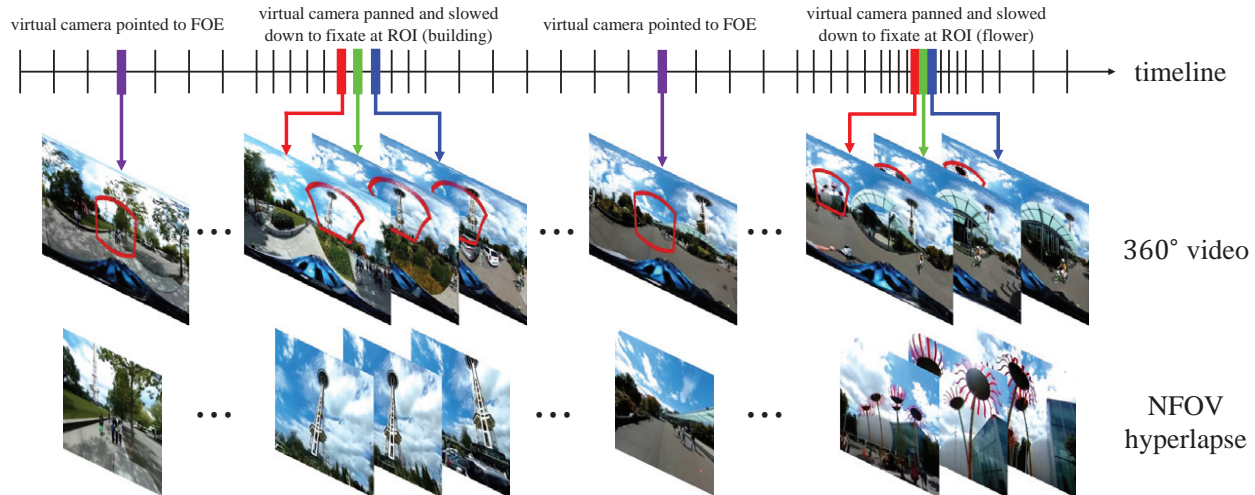 virtual camera pointed to FOE
virtual camera panned and slowed
down to fixate at ROI (building)
virtual camera pointed to FOE
virtual camera panned and slowed
down to fixate at ROI (flower)
timeline
...
...
...
360° video
...
...
...
NFOV
hyperlapse